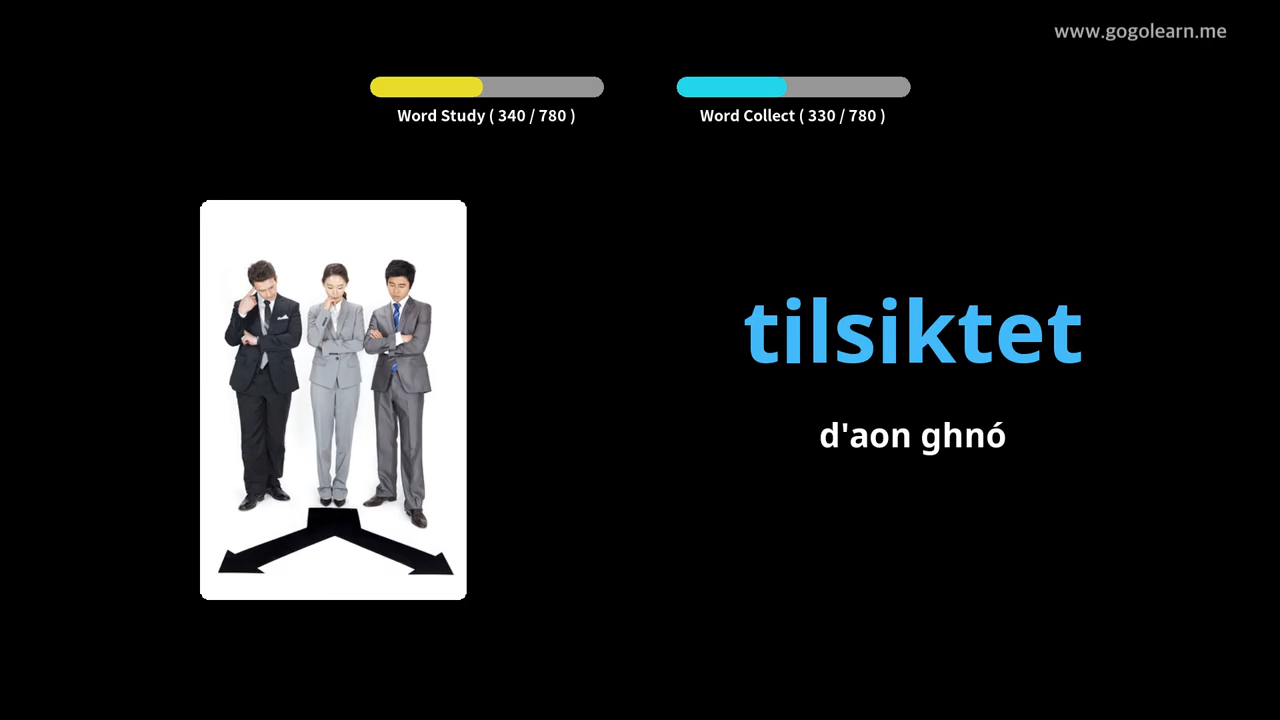 www.gogolearn.me
Word Study ( 340 / 780 )
Word Collect ( 330 / 780 )
tilsiktet
d'aon ghnó